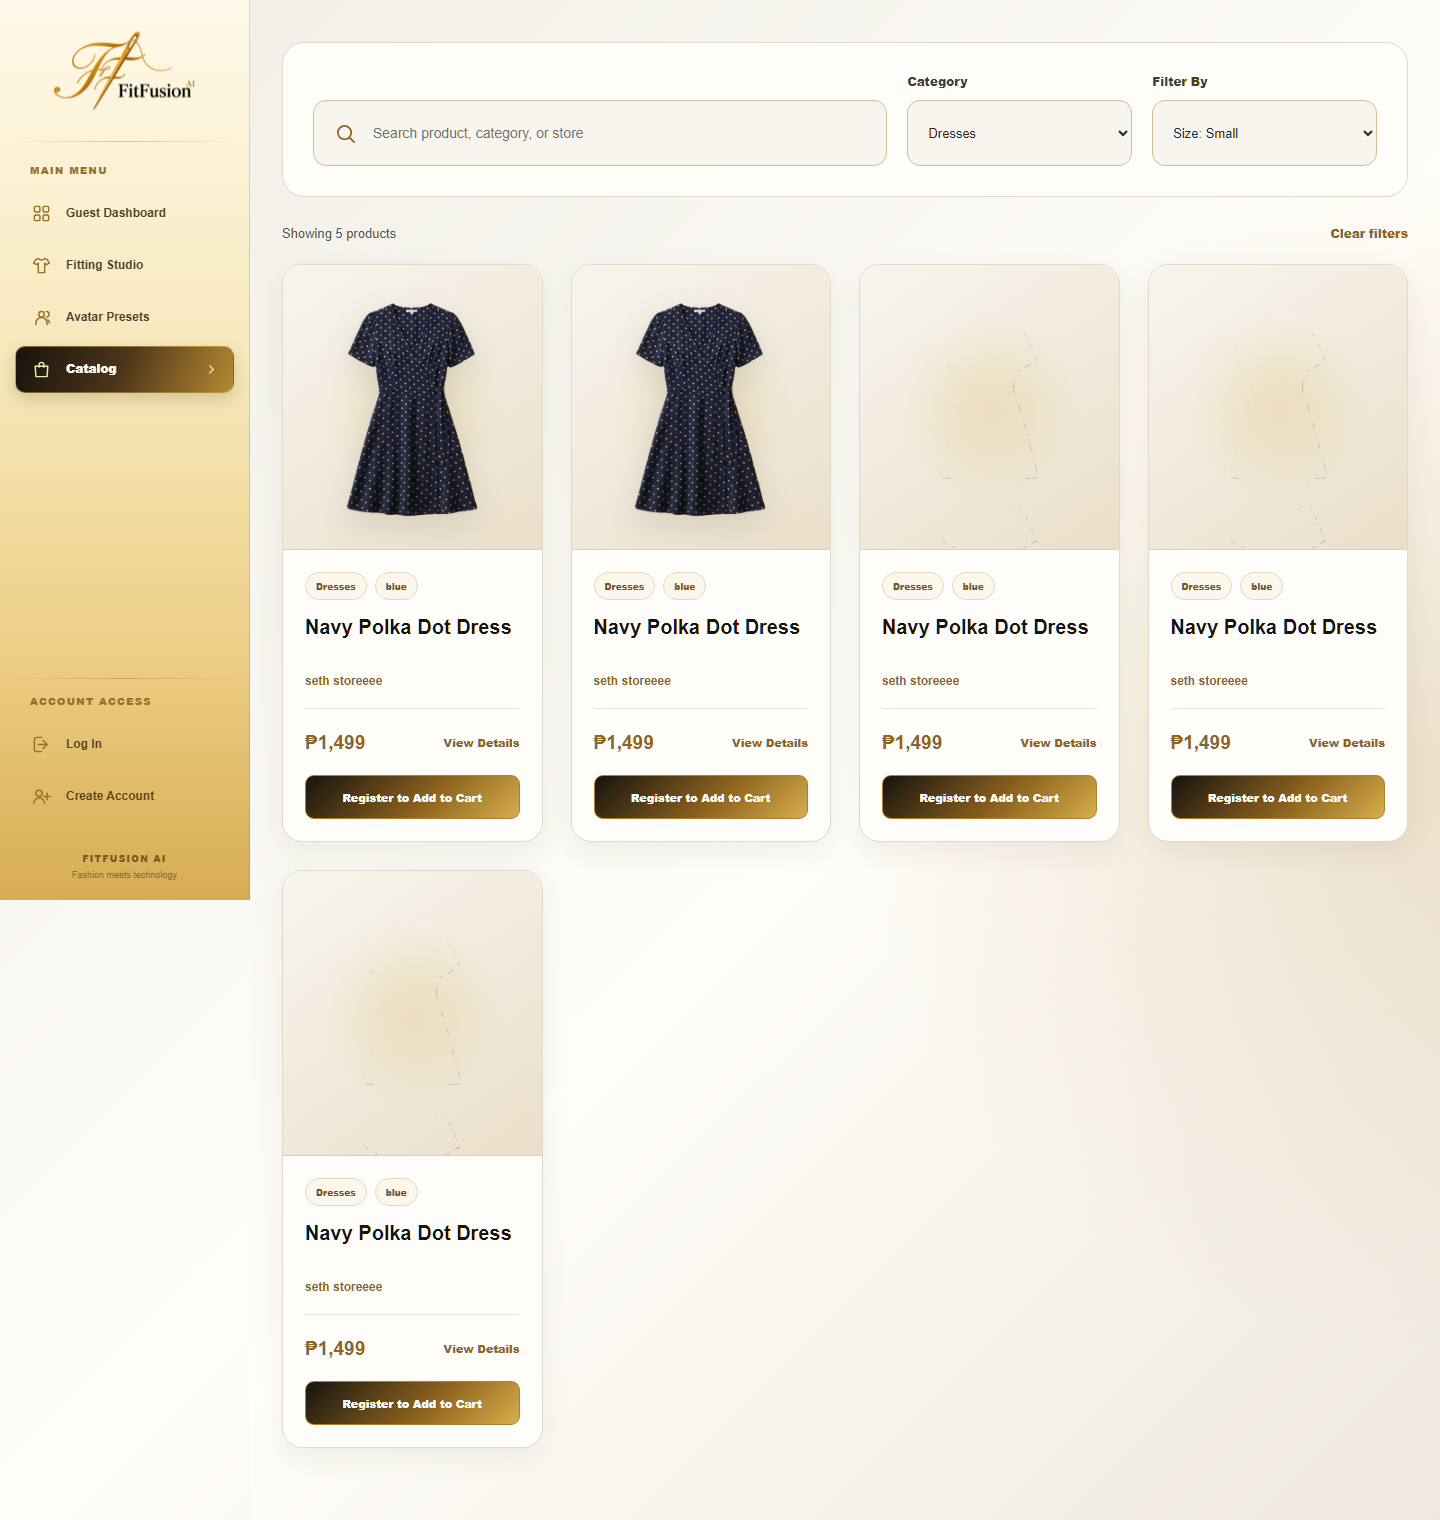 FitFusion AI
MAIN MENU
Guest Dashboard
Fitting Studio
Avatar Presets
Catalog
ACCOUNT ACCESS
Log In
Create Account
FITFUSION AI
Fashion meets technology
Category
Filter By
Search product, category, or store
Dresses
Size: Small
Showing 5 products
Clear filters
Dresses
blue
Navy Polka Dot Dress
seth storeeee
₱1,499
View Details
Register to Add to Cart
Dresses
blue
Navy Polka Dot Dress
seth storeeee
₱1,499
View Details
Register to Add to Cart
Dresses
blue
Navy Polka Dot Dress
seth storeeee
₱1,499
View Details
Register to Add to Cart
Dresses
blue
Navy Polka Dot Dress
seth storeeee
₱1,499
View Details
Register to Add to Cart
Dresses
blue
Navy Polka Dot Dress
seth storeeee
₱1,499
View Details
Register to Add to Cart